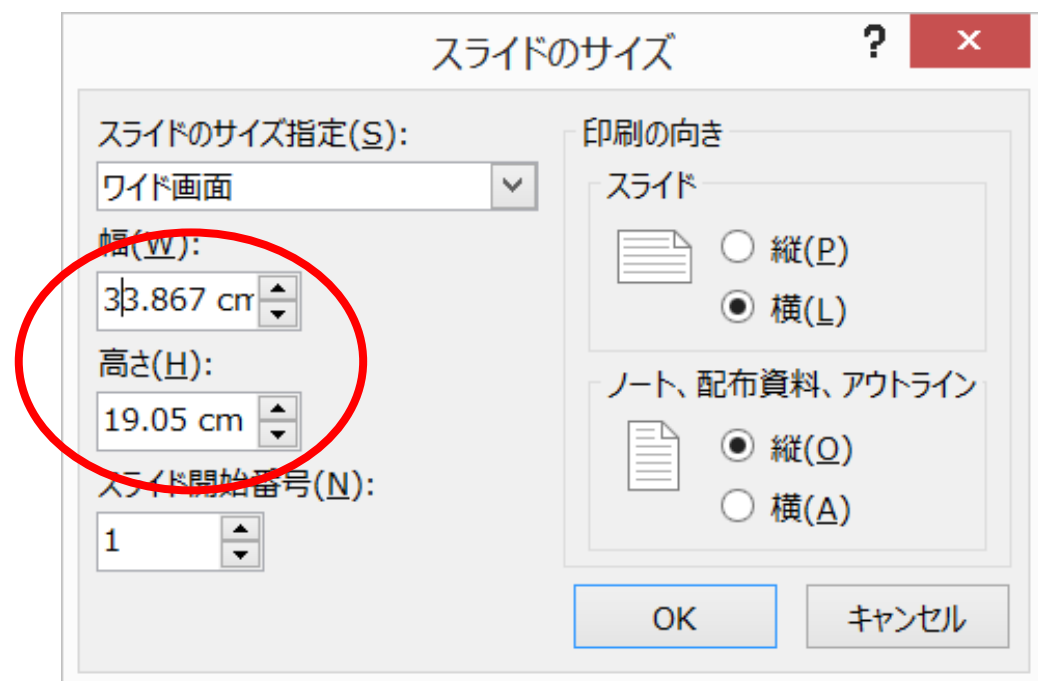 スライドのサイズ
スライドのサイズ指定(S):
ワイド画面
幅(W):
33.867 cm
高さ(H):
19.05 cm
スライド開始番号(N):
1
印刷の向き
スライド
縦(P)
横(L)
ノート、配布資料、アウトライン
縦(O)
横(A)
OK
キャンセル